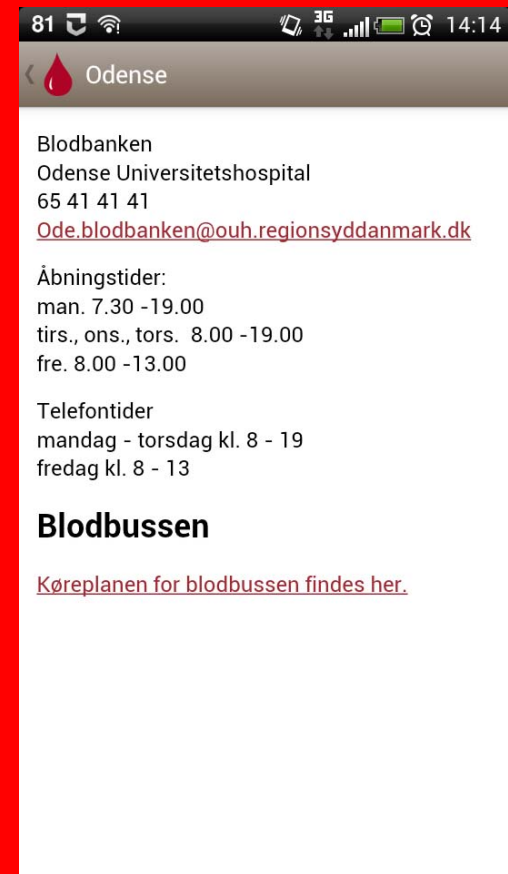 81 3G 14:14
Odense
Blodbanken
Odense Universitetshospital
65 41 41 41
Ode.blodbanken@ouh.regionsyddanmark.dk
Åbningstider:
man. 7.30 -19.00
tirs., ons., tors.  8.00 -19.00
fre. 8.00 -13.00
Telefontider
mandag - torsdag kl. 8 - 19
fredag kl. 8 - 13
Blodbussen
Køreplanen for blodbussen findes her.